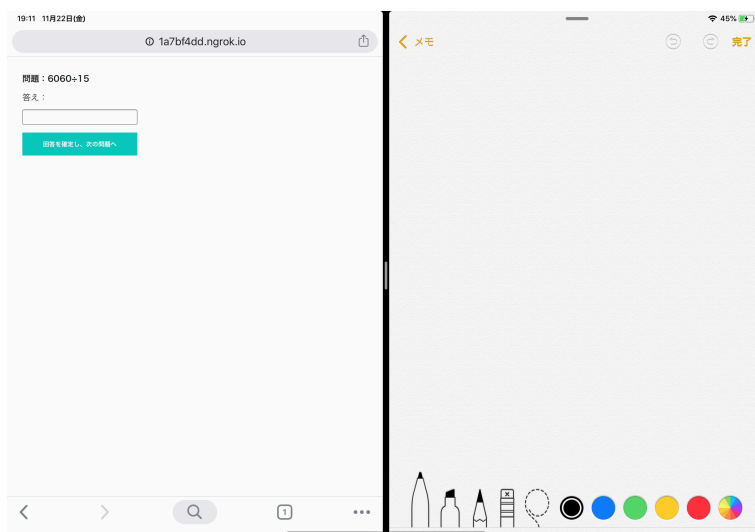 19:11 11月22日(金)
45%
1a7bf4dd.ngrok.io
メモ
完了
問題：6060÷15
答え：
回答を確定し、次の問題へ
1